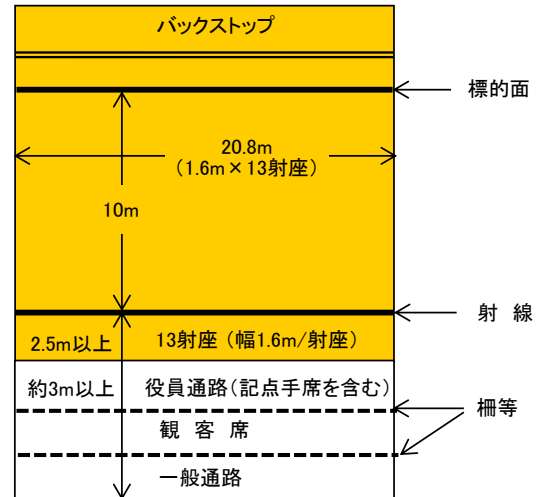 バックストップ
標的面
20.8m
(1.6m×13射座)
10m
射 線
2.5m以上
13射座 (幅1.6m/射座)
約3m以上
役員通路(記点手席を含む)
柵等
観 客 席
一般通路